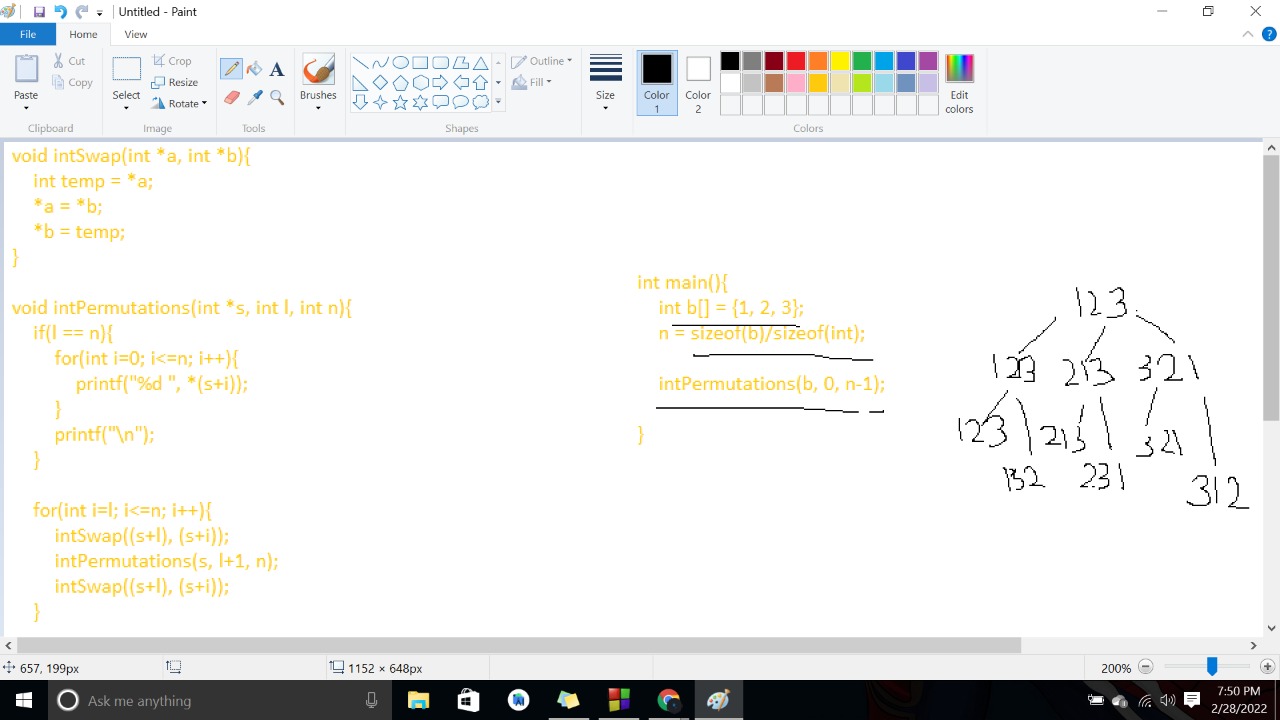 Untitled - Paint
File Home View
Paste Cut Copy Clipboard
Select Crop Resize Rotate Image
A Tools
Brushes
Outline Fill Shapes
Size
Color 1 Color 2 Edit colors Colors
void intSwap(int *a, int *b){
int temp = *a;
*a = *b;
*b = temp;
}
void intPermutations(int *s, int l, int n){
if(l == n){
for(int i=0; i<=n; i++){
printf("%d ", *(s+i));
}
printf("\n");
}
for(int i=l; i<=n; i++){
intSwap((s+l), (s+i));
intPermutations(s, l+1, n);
intSwap((s+l), (s+i));
}
int main(){
int b[] = {1, 2, 3};
n = sizeof(b)/sizeof(int);
intPermutations(b, 0, n-1);
}
123
123 213 321
123 213 321
132 231 312
657, 199px 1152 × 648px 200%
Ask me anything
7:50 PM
2/28/2022